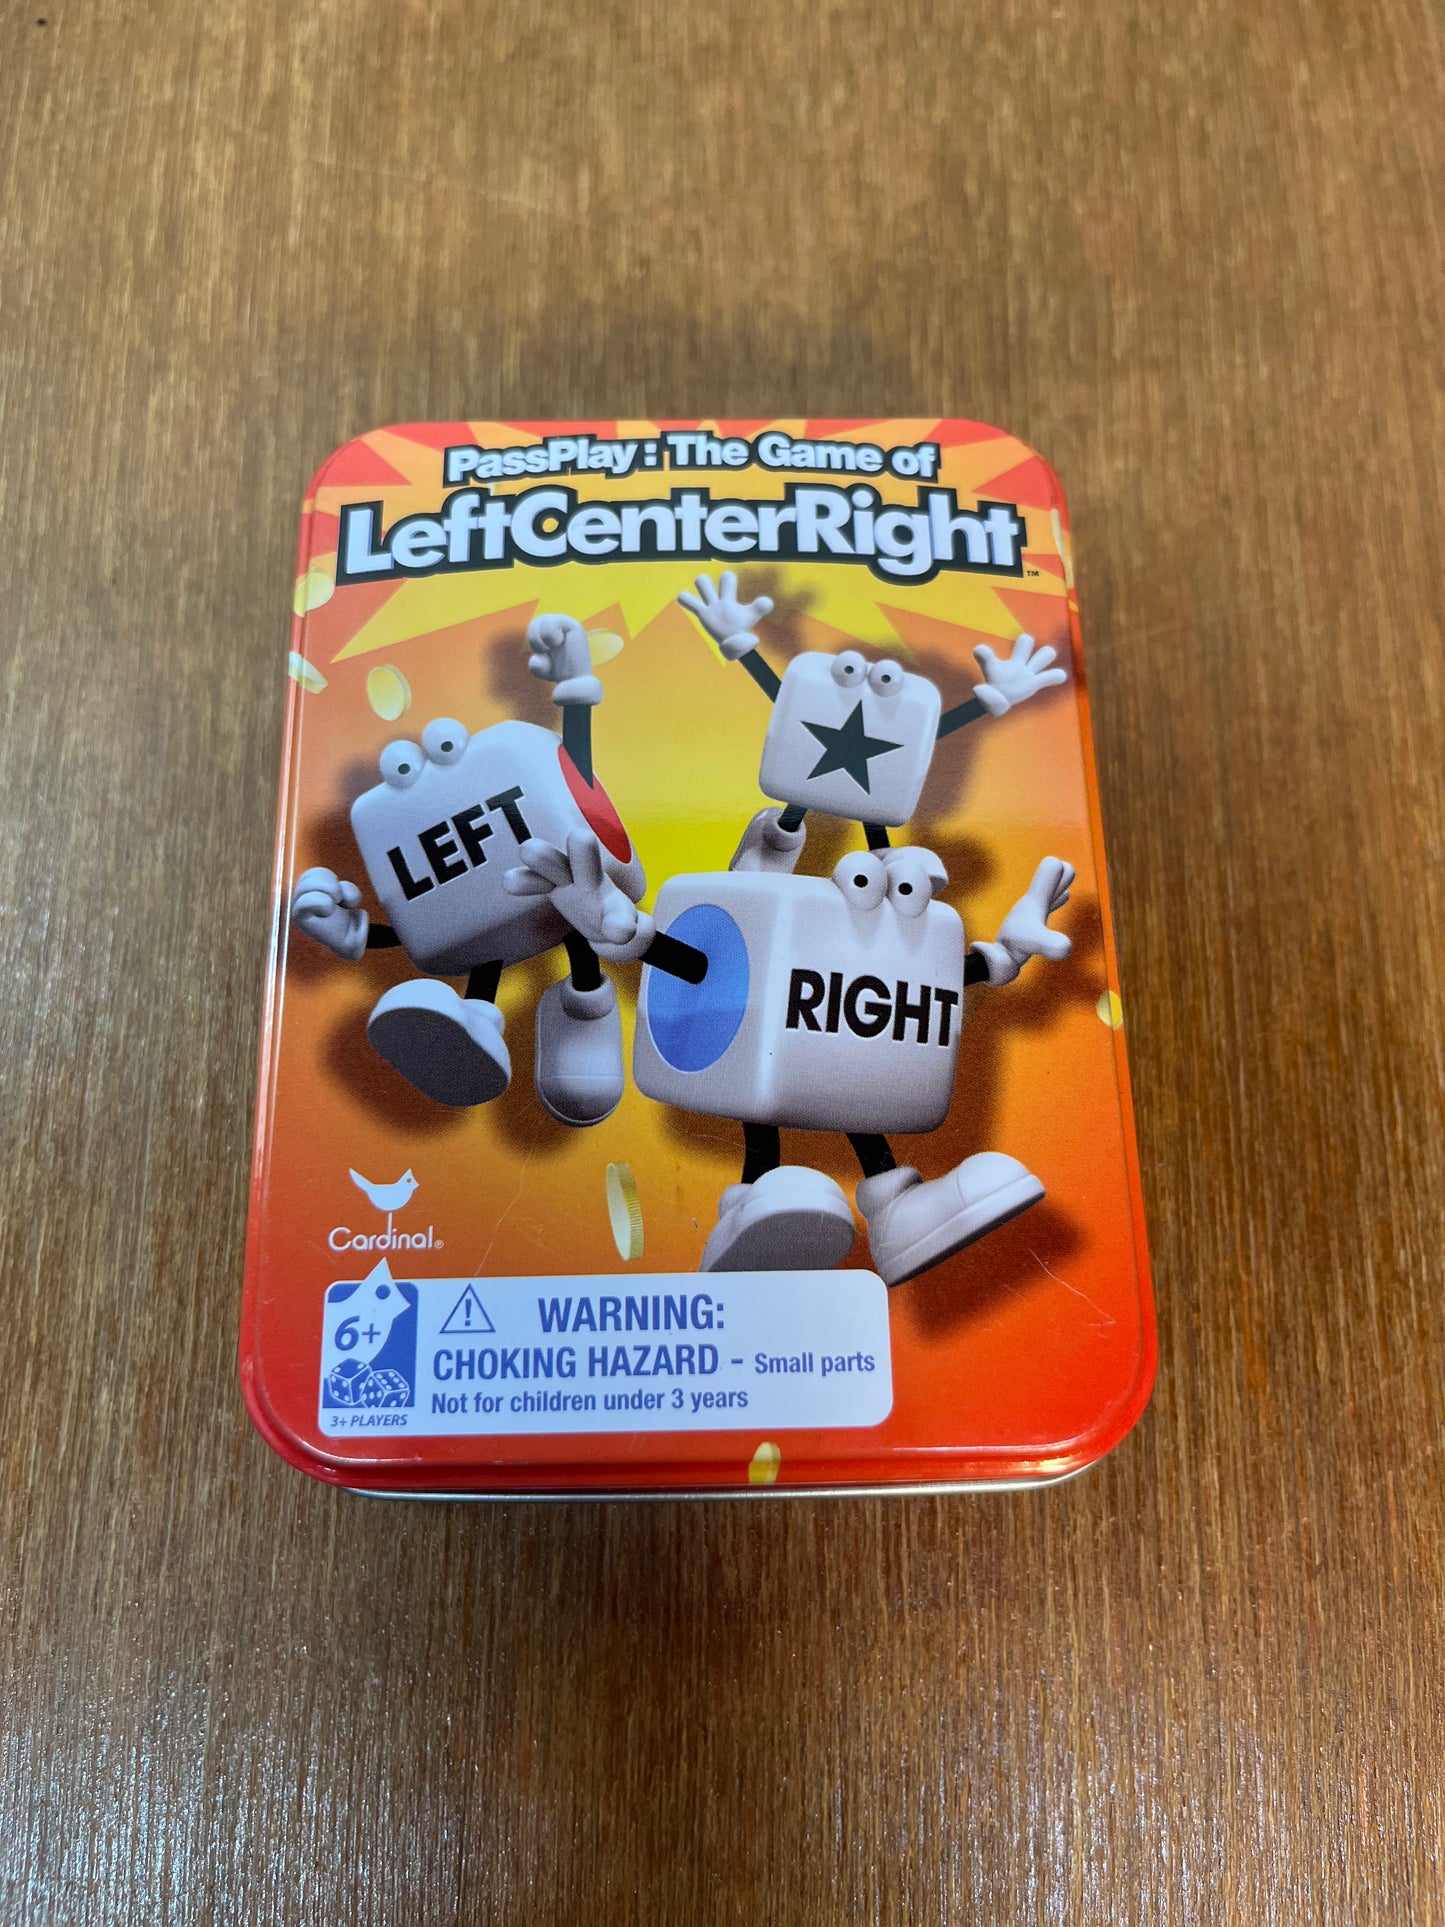 PassPlay: The Game of
LeftCenterRight™
LEFT
RIGHT
Cardinal®
6+
3+ PLAYERS
WARNING:
CHOKING HAZARD - Small parts
Not for children under 3 years